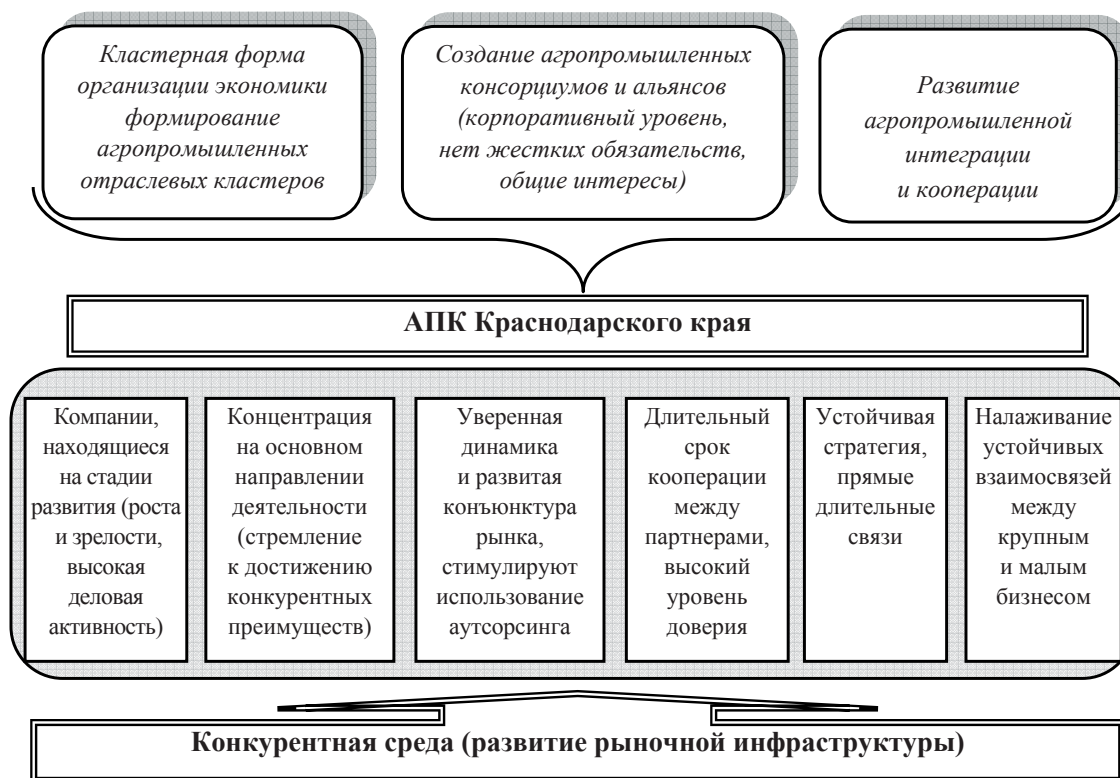 Кластерная форма
организации экономики
формирование
агропромышленных
отраслевых кластеров
Создание агропромышленных
консорциумов и альянсов
(корпоративный уровень,
нет жестких обязательств,
общие интересы)
Развитие
агропромышленной
интеграции
и кооперации
АПК Краснодарского края
Компании,
находящиеся
на стадии
развития (роста
и зрелости,
высокая
деловая
активность)
Концентрация
на основном
направлении
деятельности
(стремление
к достижению
конкурентных
преимуществ)
Уверенная
динамика
и развитая
конъюнктура
рынка,
стимулируют
использование
аутсорсинга
Длительный
срок
кооперации
между
партнерами,
высокий
уровень
доверия
Устойчивая
стратегия,
прямые
длительные
связи
Налаживание
устойчивых
взаимосвязей
между
крупным
и малым
бизнесом
Конкурентная среда (развитие рыночной инфраструктуры)